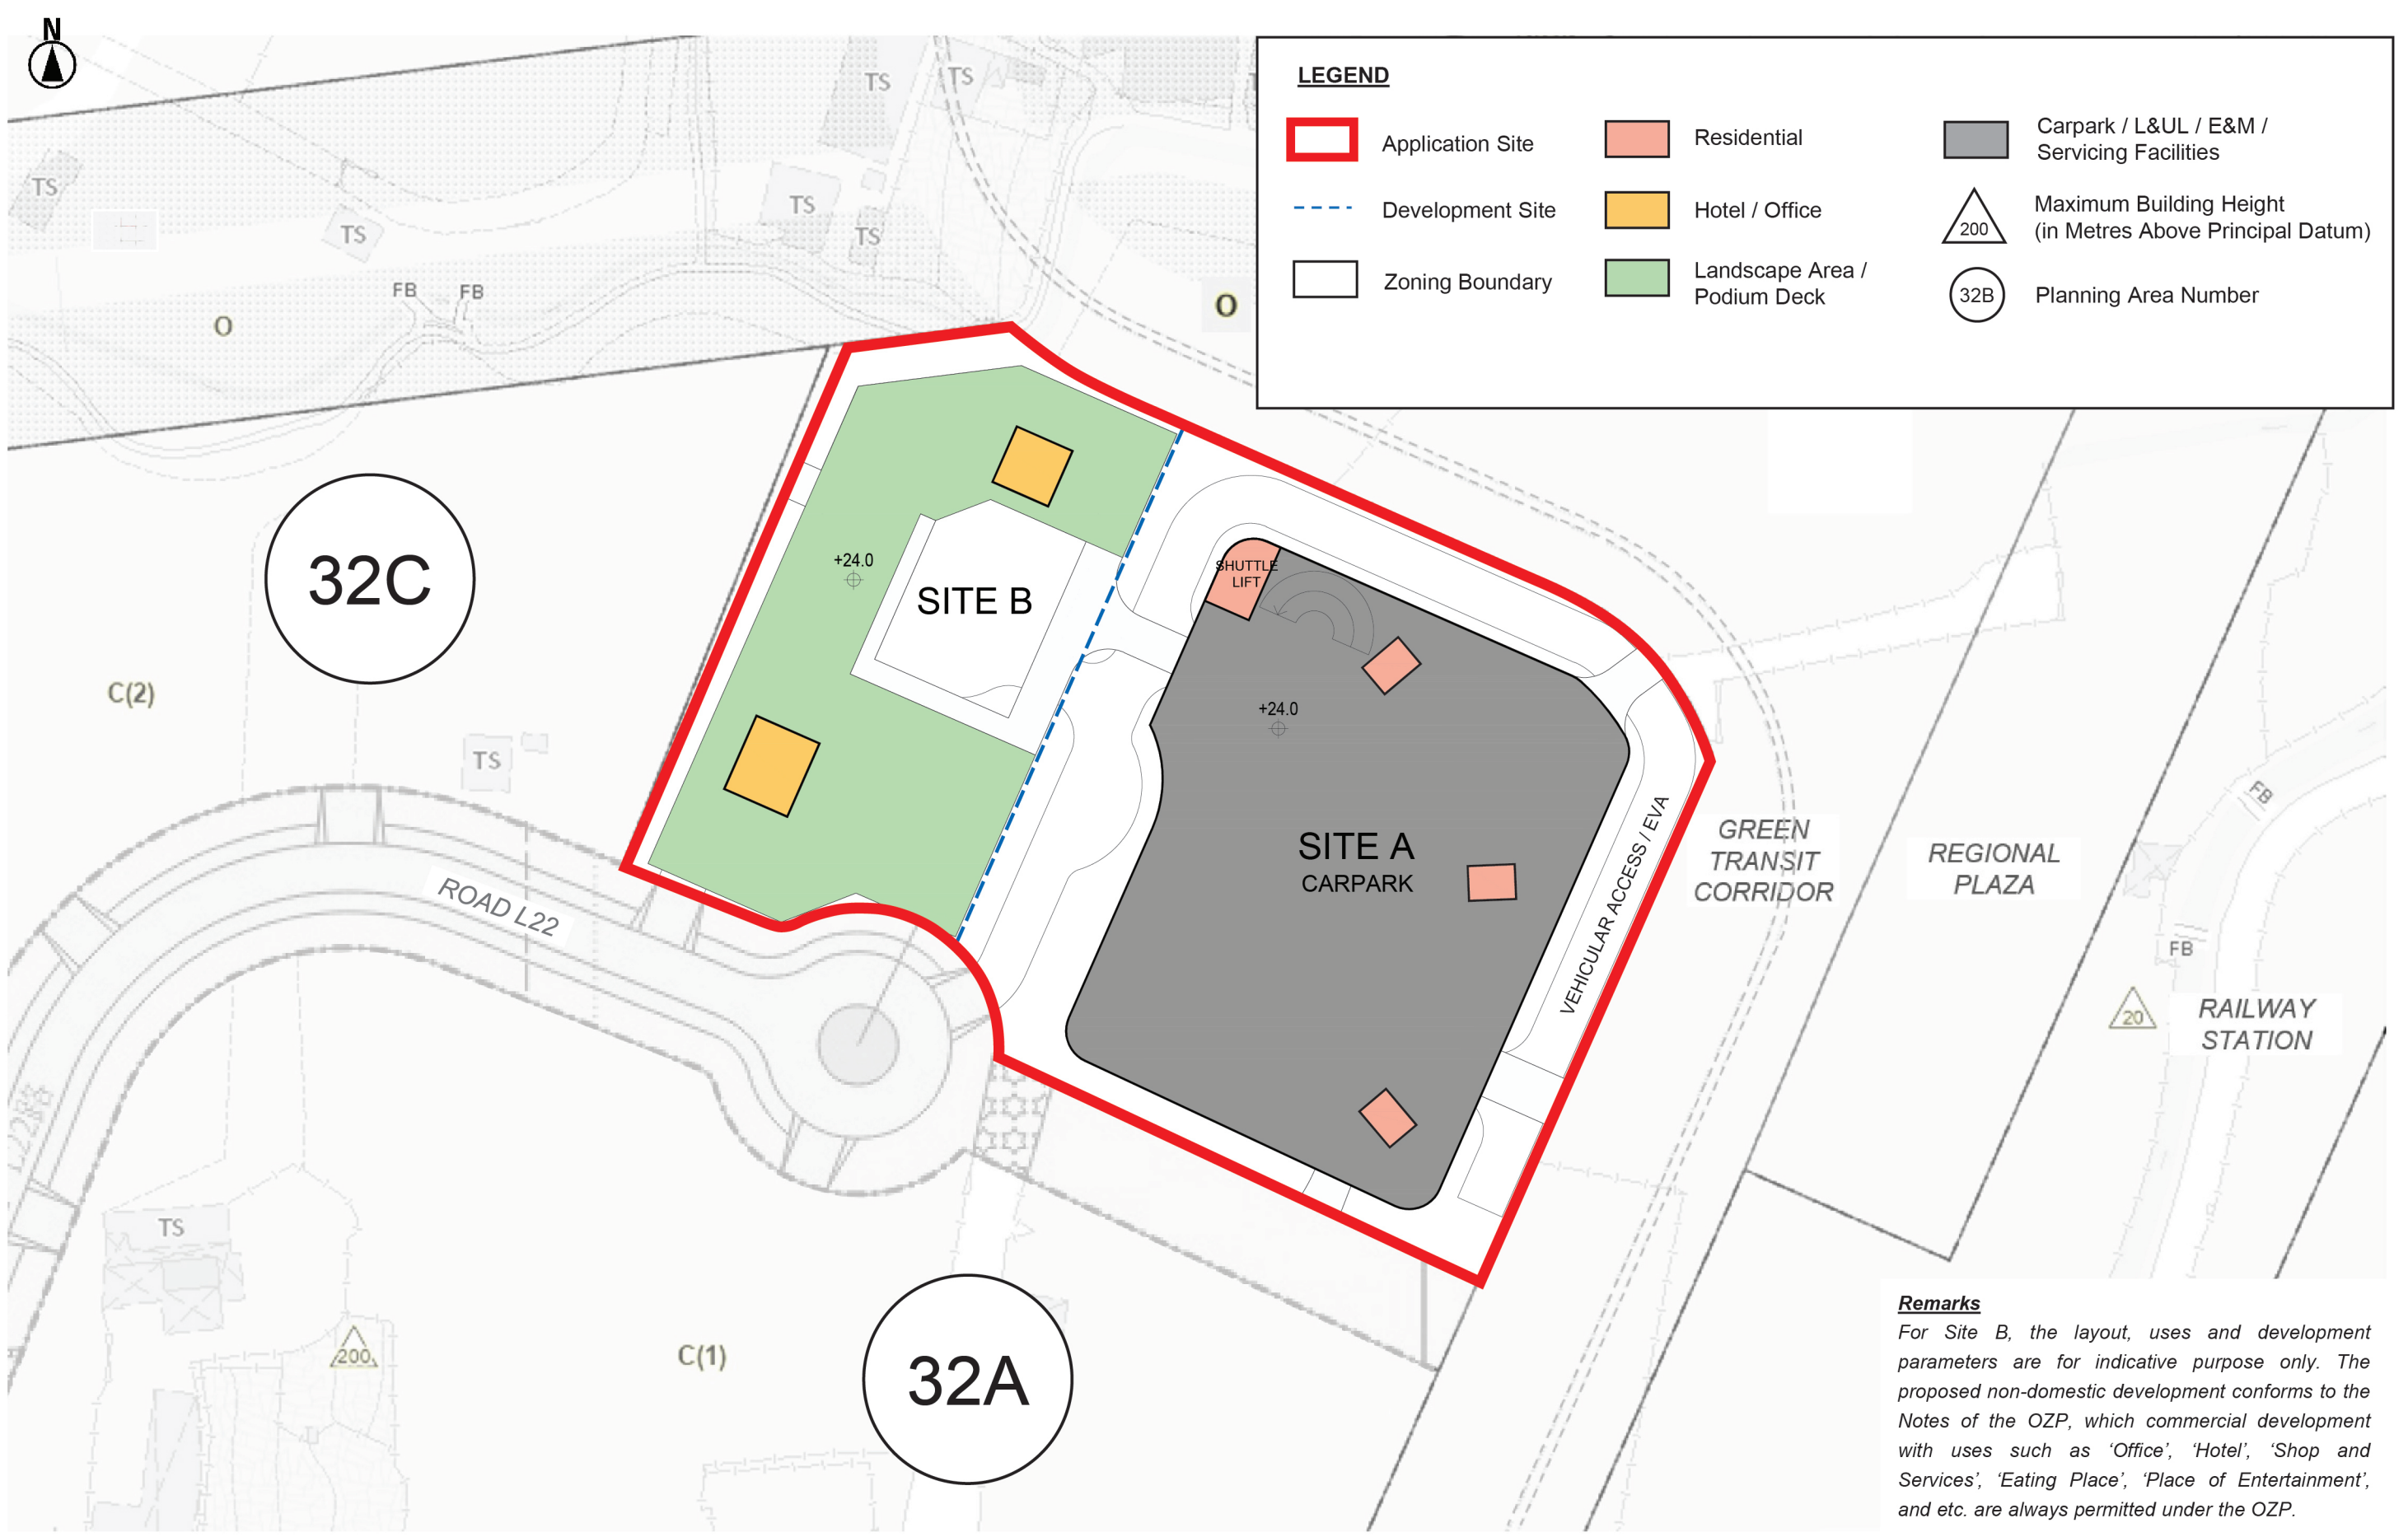 N
LEGEND
Application Site
Development Site
Zoning Boundary
Residential
Hotel / Office
Landscape Area /
Podium Deck
Carpark / L&UL / E&M /
Servicing Facilities
200
Maximum Building Height
(in Metres Above Principal Datum)
32B
Planning Area Number
TS
TS
TS
TS
TS
TS
FB
FB
O
O
32C
C(2)
TS
+24.0
SITE B
SHUTTLE
LIFT
+24.0
SITE A
CARPARK
VEHICULAR ACCESS / EVA
GREEN
TRANSIT
CORRIDOR
REGIONAL
PLAZA
FB
FB
20
RAILWAY
STATION
ROAD L22
TS
200
C(1)
32A
Remarks
For Site B, the layout, uses and development
parameters are for indicative purpose only. The
proposed non-domestic development conforms to the
Notes of the OZP, which commercial development
with uses such as ‘Office’, ‘Hotel’, ‘Shop and
Services’, ‘Eating Place’, ‘Place of Entertainment’,
and etc. are always permitted under the OZP.